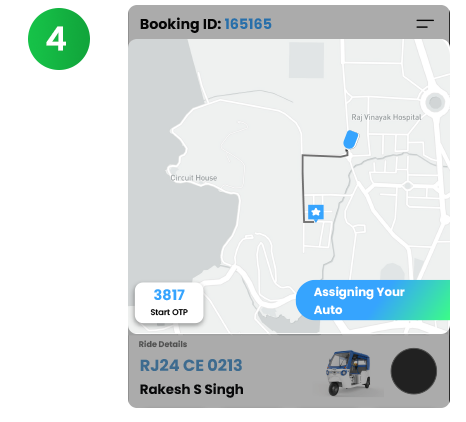 4
Booking ID: 165165
Raj Vinayak Hospital
Circuit House
3817
Start OTP
Assigning Your
Auto
Ride Details
RJ24 CE 0213
Rakesh S Singh